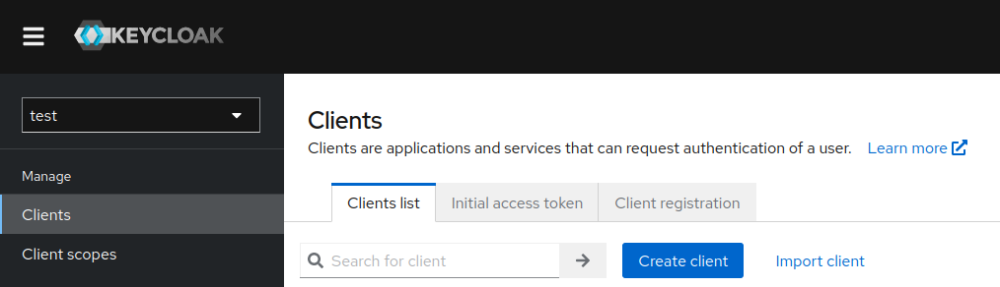 KEYCLOAK
test
Manage
Clients
Client scopes
Clients
Clients are applications and services that can request authentication of a user. Learn more
Clients list Initial access token Client registration
Search for client Create client Import client